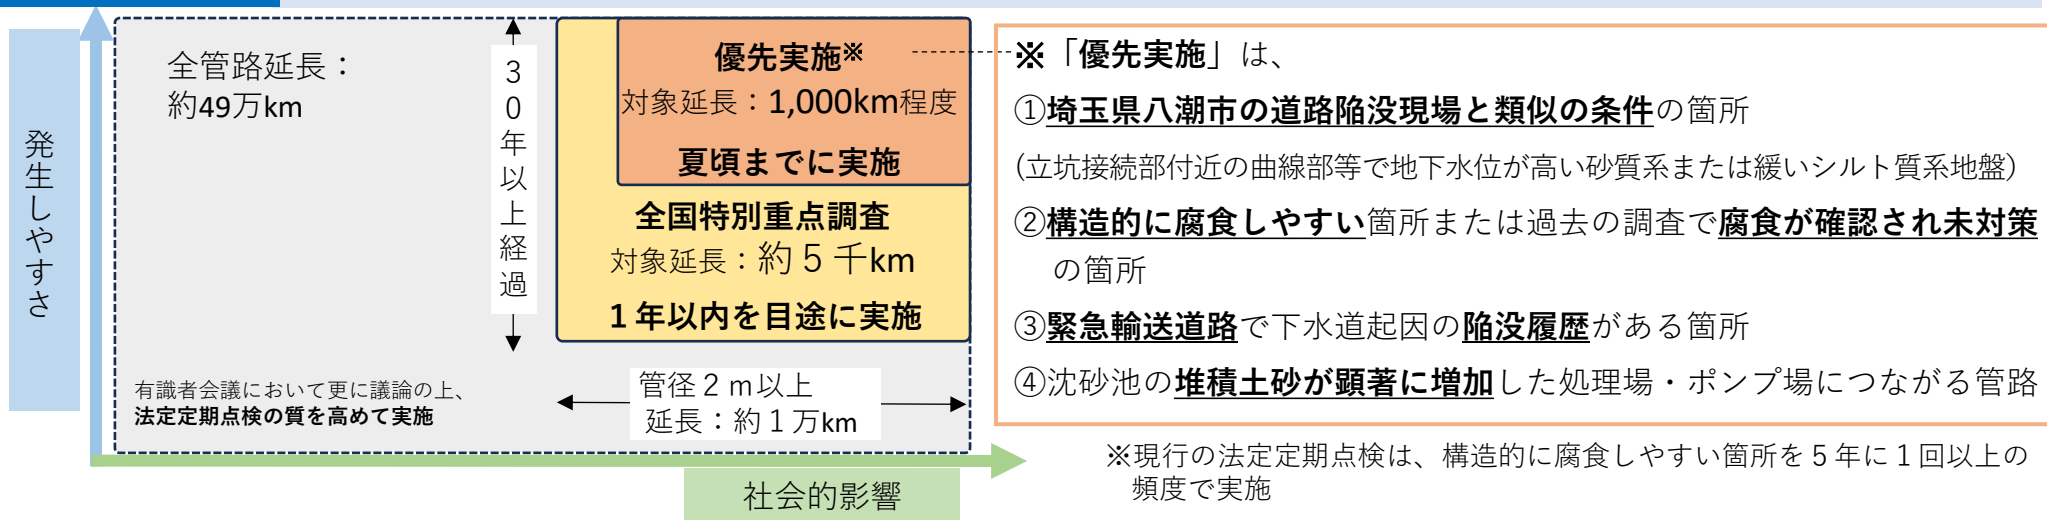 発生しやすさ
全管路延長：
約49万km
30年以上経過
優先実施※
対象延長：1,000km程度
夏頃までに実施
全国特別重点調査
対象延長：約５千km
１年以内を目途に実施
有識者会議において更に議論の上、
法定定期点検の質を高めて実施
管径２ｍ以上
延長：約１万km
社会的影響
※「優先実施」は、
①埼玉県八潮市の道路陥没現場と類似の条件の箇所
(立坑接続部付近の曲線部等で地下水位が高い砂質系または緩いシルト質系地盤）
②構造的に腐食しやすい箇所または過去の調査で腐食が確認され未対策
の箇所
③緊急輸送道路で下水道起因の陥没履歴がある箇所
④沈砂池の堆積土砂が顕著に増加した処理場・ポンプ場につながる管路
※現行の法定定期点検は、構造的に腐食しやすい箇所を５年に１回以上の
頻度で実施